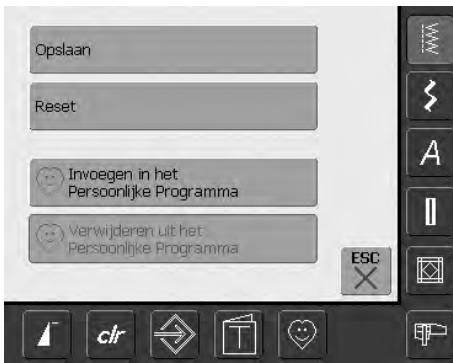 Opslaan
Reset
Invoegen in het
Persoonlijke Programma
Verwijderen uit het
Persoonlijke Programma
ESC
A
clr
T